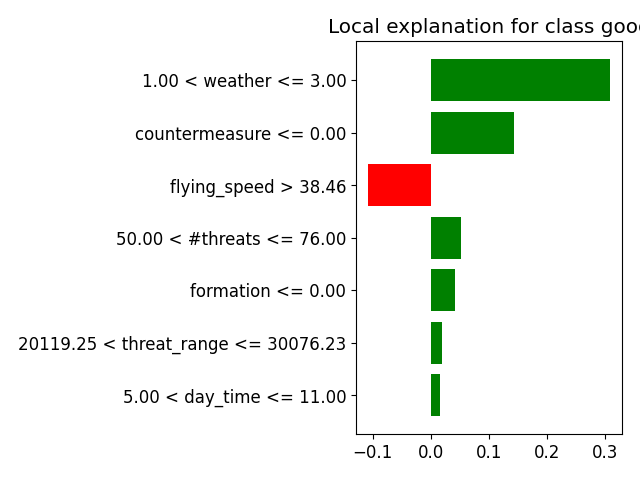 Local explanation for class good
1.00 < weather <= 3.00
countermeasure <= 0.00
flying_speed > 38.46
50.00 < #threats <= 76.00
formation <= 0.00
20119.25 < threat_range <= 30076.23
5.00 < day_time <= 11.00
−0.1 0.0 0.1 0.2 0.3